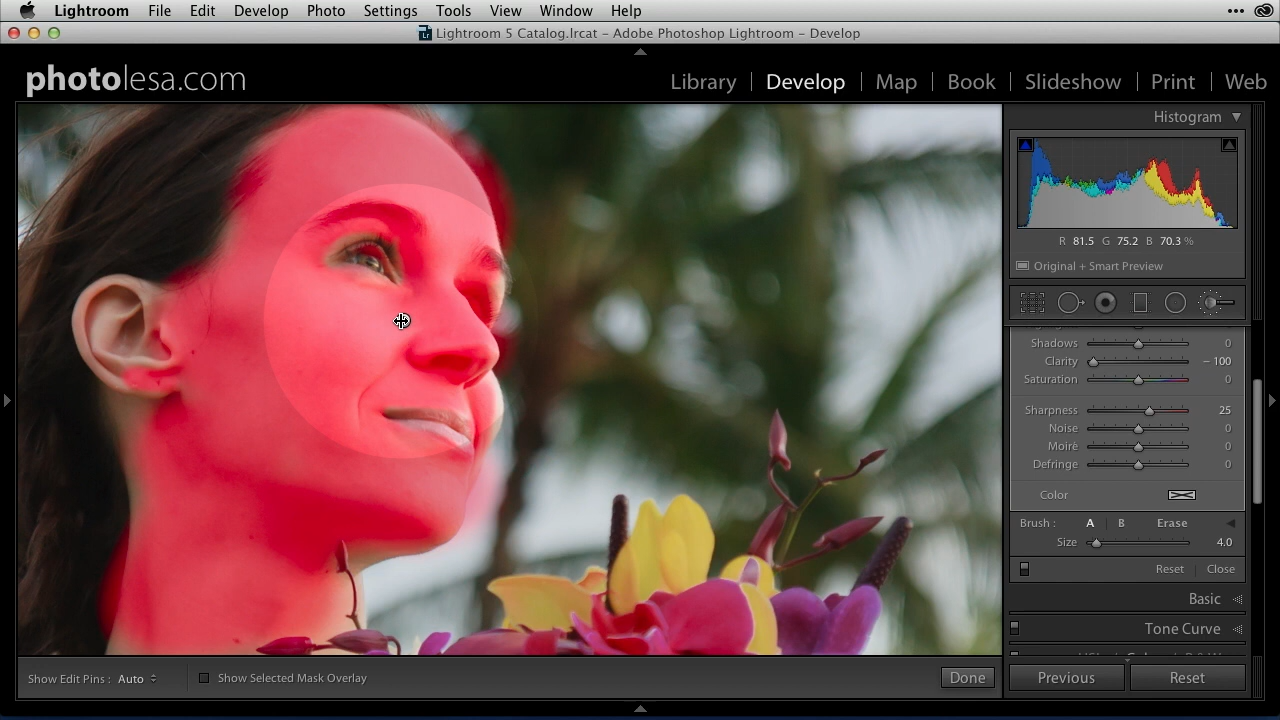 Lightroom File Edit Develop Photo Settings Tools View Window Help
Lightroom 5 Catalog.lrcat – Adobe Photoshop Lightroom – Develop
photolesa.com
Library | Develop | Map | Book | Slideshow | Print | Web
Histogram
R 81.5 G 75.2 B 70.3 %
Original + Smart Preview
Shadows 0
Clarity – 100
Saturation 0
Sharpness 25
Noise 0
Moiré 0
Defringe 0
Color
Brush : A | B Erase
Size 4.0
Reset Close
Basic
Tone Curve
Show Edit Pins : Auto Show Selected Mask Overlay Done
Previous Reset